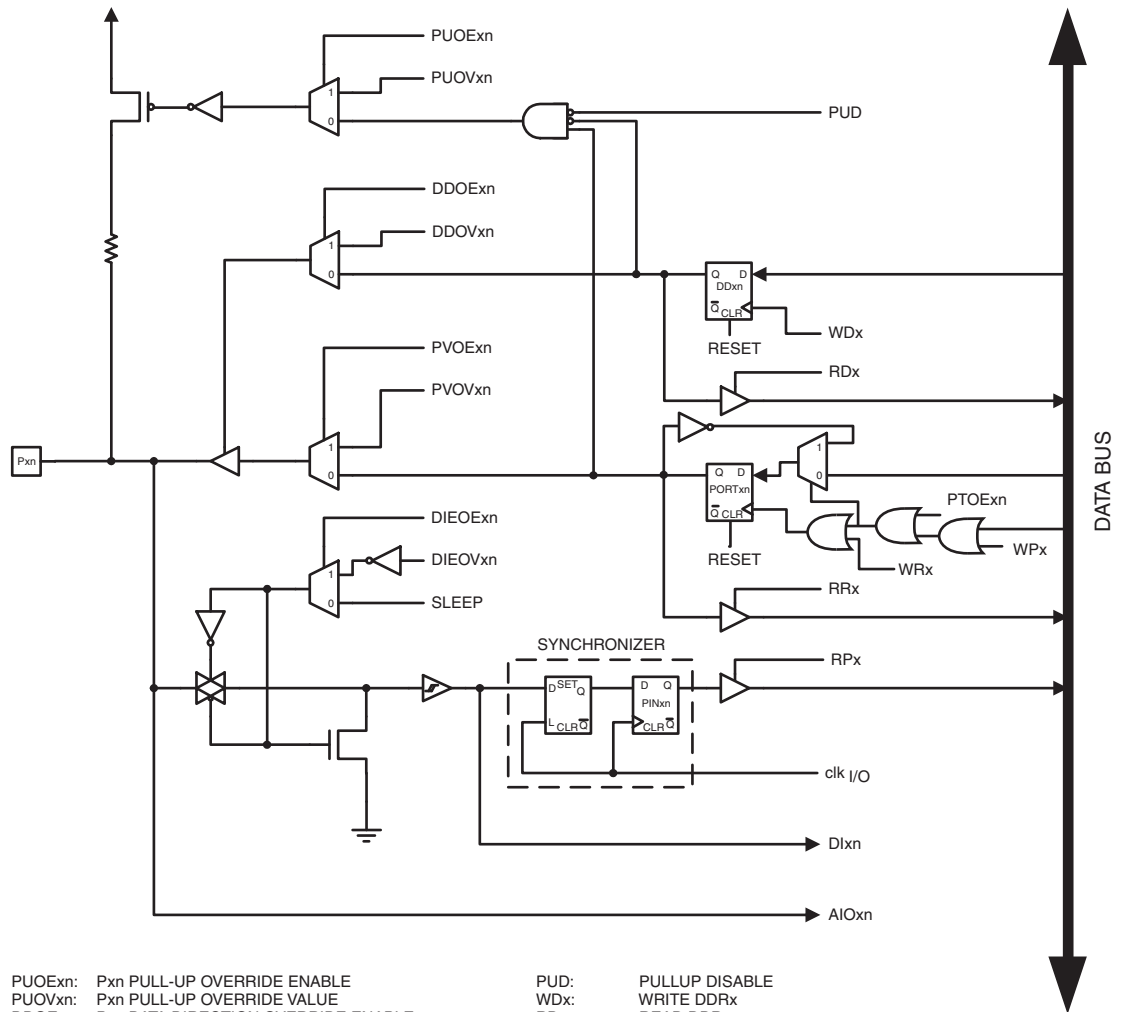 PUOExn
PUOVxn
1
0
PUD
DDOExn
DDOVxn
1
0
Q D
DDxn
Q CLR
WDx
RESET
PVOExn
RDx
PVOVxn
1
0
Pxn
1
0
Q D
PORTxn
Q CLR
PTOExn
DATA BUS
DIEOExn
WPx
RESET
DIEOVxn
WRx
1
0
SLEEP
RRx
SYNCHRONIZER
RPx
D SET Q
D Q
PINxn
L CLR Q
CLR Q
clk I/O
DIxn
AIOxn
PUOExn: Pxn PULL-UP OVERRIDE ENABLE
PUOVxn: Pxn PULL-UP OVERRIDE VALUE
PUD: PULLUP DISABLE
WDx: WRITE DDRx